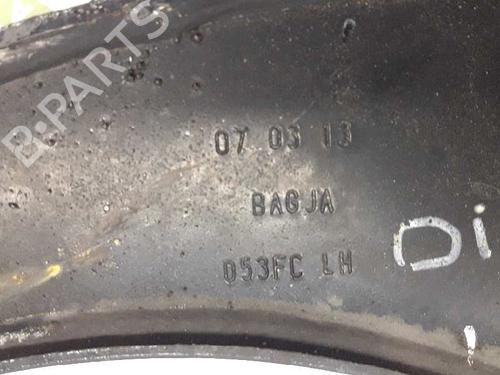 B-PARTS
07 03 13
BAGJA
D53FC LH
Di